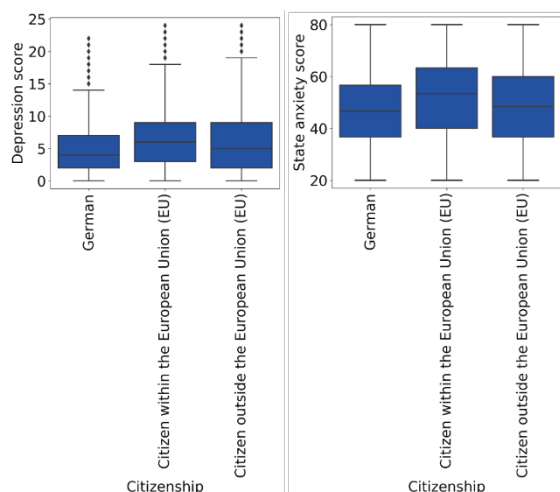 Depression score
25
20
15
10
5
0
German
Citizen within the European Union (EU)
Citizen outside the European Union (EU)
Citizenship
State anxiety score
80
60
40
20
German
Citizen within the European Union (EU)
Citizen outside the European Union (EU)
Citizenship